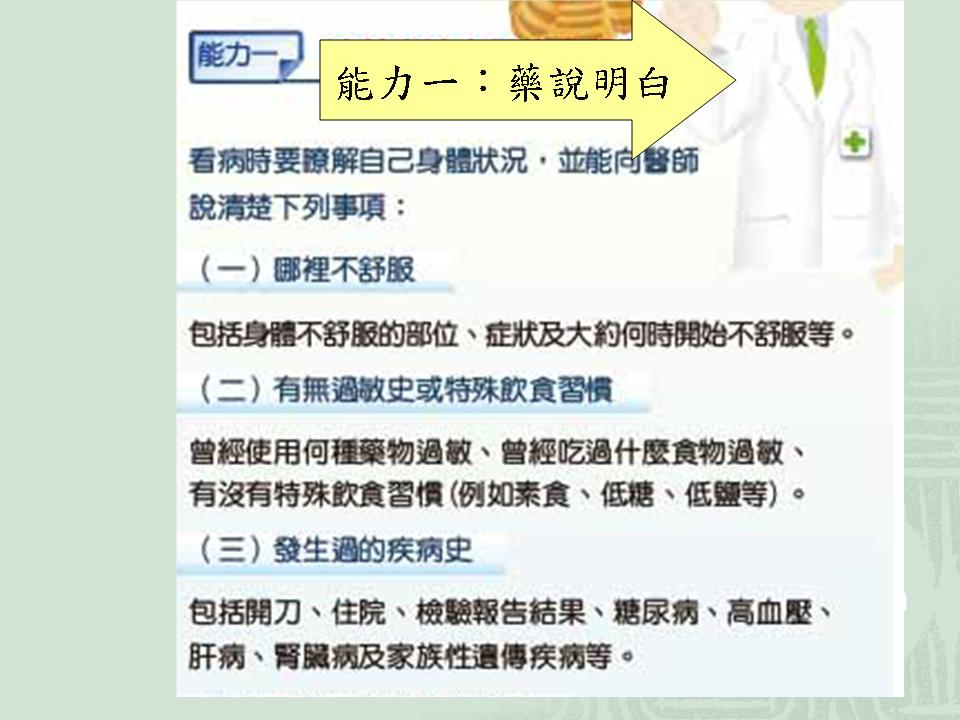 能力一
能力一：藥說明白
看病時要瞭解自己身體狀況，並能向醫師
說清楚下列事項：
（一）哪裡不舒服
包括身體不舒服的部位、症狀及大約何時開始不舒服等。
（二）有無過敏史或特殊飲食習慣
曾經使用何種藥物過敏、曾經吃過什麼食物過敏、
有沒有特殊飲食習慣(例如素食、低糖、低鹽等)。
（三）發生過的疾病史
包括開刀、住院、檢驗報告結果、糖尿病、高血壓、
肝病、腎臟病及家族性遺傳疾病等。